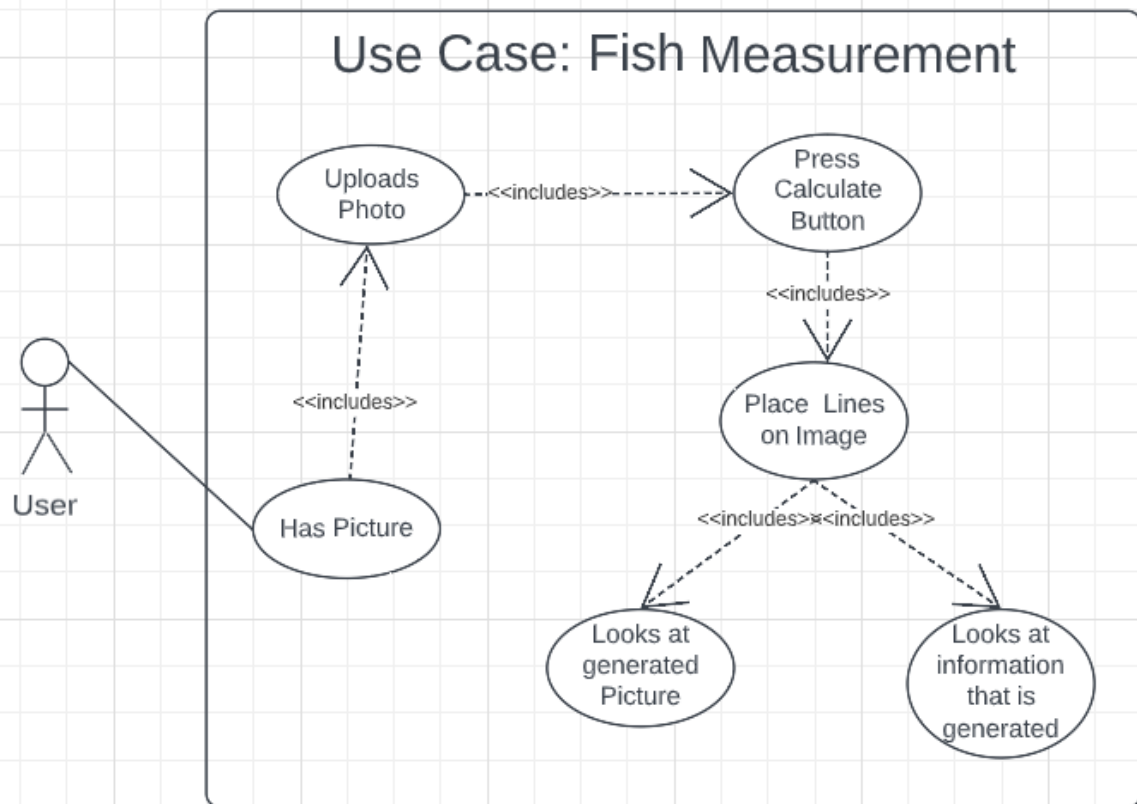 Use Case: Fish Measurement
Uploads
Photo
<<includes>>
Press
Calculate
Button
<<includes>>
Place Lines
on Image
<<includes>>
User
Has Picture
<<includes>>
<<includes>>
Looks at
generated
Picture
Looks at
information
that is
generated